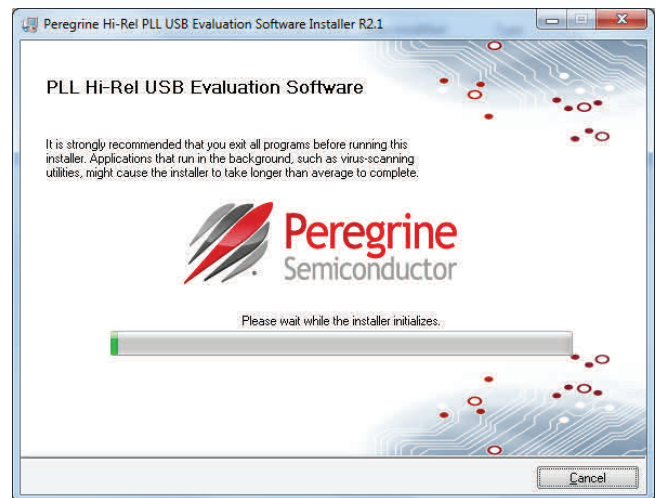 Peregrine Hi-Rel PLL USB Evaluation Software Installer R2.1
PLL Hi-Rel USB Evaluation Software
It is strongly recommended that you exit all programs before running this
installer. Applications that run in the background, such as virus-scanning
utilities, might cause the installer to take longer than average to complete.
Peregrine
Semiconductor
Please wait while the installer initializes.
Cancel